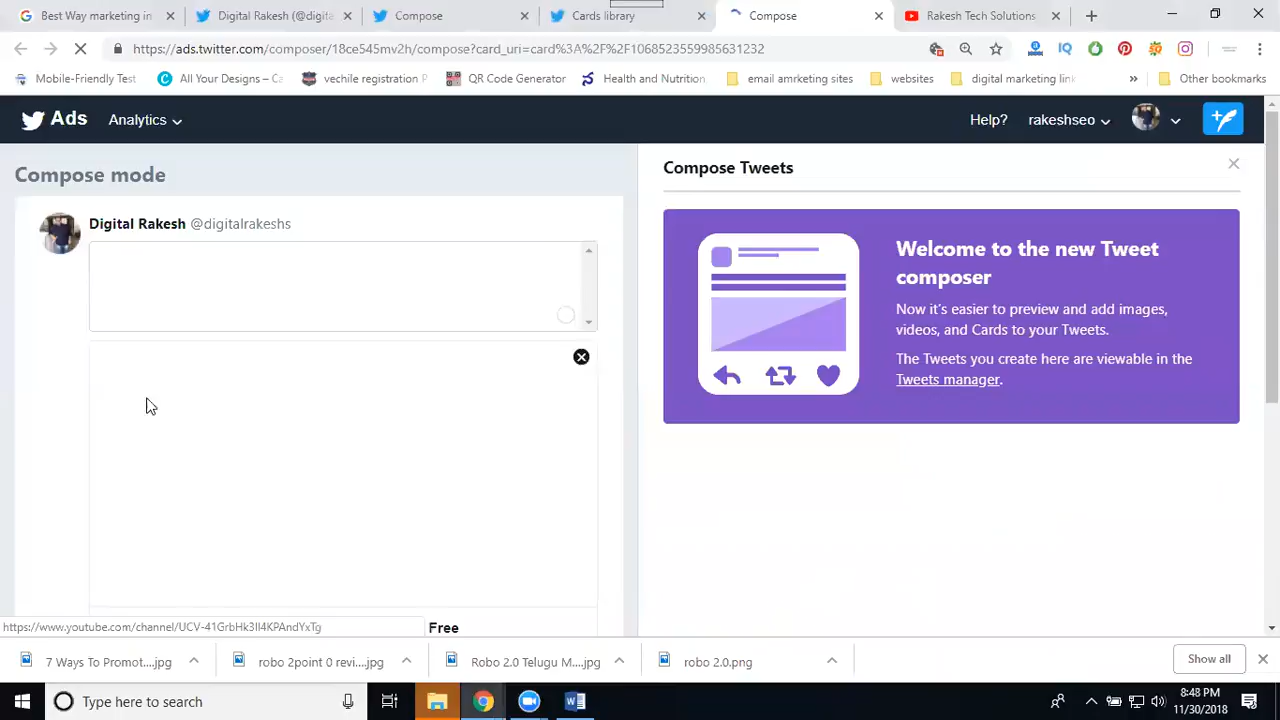 Best Way marketing in
Digital Rakesh (@digita
Compose
Cards library
Compose
Rakesh Tech Solutions
https://ads.twitter.com/composer/18ce545mv2h/compose?card_uri=card%3A%2F%2F1068523559985631232
Mobile-Friendly Test
All Your Designs – Ca
vechile registration P
QR Code Generator
Health and Nutrition
email amrketing sites
websites
digital marketing link
Other bookmarks
Ads
Analytics
Help?
rakeshseo
Compose mode
Compose Tweets
Digital Rakesh @digitalrakeshs
Welcome to the new Tweet
composer
Now it's easier to preview and add images,
videos, and Cards to your Tweets.
The Tweets you create here are viewable in the
Tweets manager.
https://www.youtube.com/channel/UCV-41GrbHk3Il4KPAndYxTg
Free
7 Ways To Promot....jpg
robo 2point 0 revi....jpg
Robo 2.0 Telugu M....jpg
robo 2.0.png
Show all
Type here to search
8:48 PM
11/30/2018